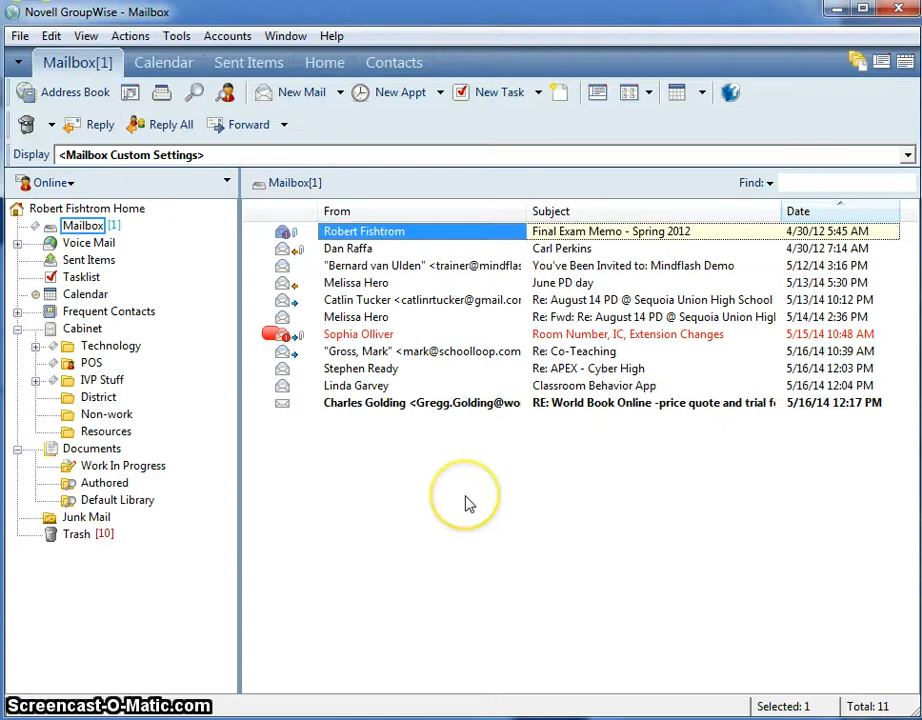 Novell GroupWise - Mailbox
File Edit View Actions Tools Accounts Window Help
Mailbox[1] Calendar Sent Items Home Contacts
Address Book New Mail New Appt New Task
Reply Reply All Forward
Display <Mailbox Custom Settings>
Online Mailbox[1] Find:
Robert Fishtrom Home
Mailbox [1]
Voice Mail
Sent Items
Tasklist
Calendar
Frequent Contacts
Cabinet
Technology
POS
IVP Stuff
District
Non-work
Resources
Documents
Work In Progress
Authored
Default Library
Junk Mail
Trash [10]
From Subject Date
Robert Fishtrom Final Exam Memo - Spring 2012 4/30/12 5:45 AM
Dan Raffa Carl Perkins 4/30/12 7:14 AM
"Bernard van Ulden" <trainer@mindflas You've Been Invited to: Mindflash Demo 5/12/14 3:16 PM
Melissa Hero June PD day 5/13/14 5:30 PM
Catlin Tucker <catlinrtucker@gmail.co Re: August 14 PD @ Sequoia Union High School 5/13/14 10:12 PM
Melissa Hero Re: Fwd: Re: August 14 PD @ Sequoia Union High 5/14/14 2:36 PM
Sophia Olliver Room Number, IC, Extension Changes 5/15/14 10:48 AM
"Gross, Mark" <mark@schoolloop.com Re: Co-Teaching 5/16/14 10:39 AM
Stephen Ready Re: APEX - Cyber High 5/16/14 12:03 PM
Linda Garvey Classroom Behavior App 5/16/14 12:04 PM
Charles Golding <Gregg.Golding@wo RE: World Book Online -price quote and trial f 5/16/14 12:17 PM
Screencast-O-Matic.com
Selected: 1 Total: 11